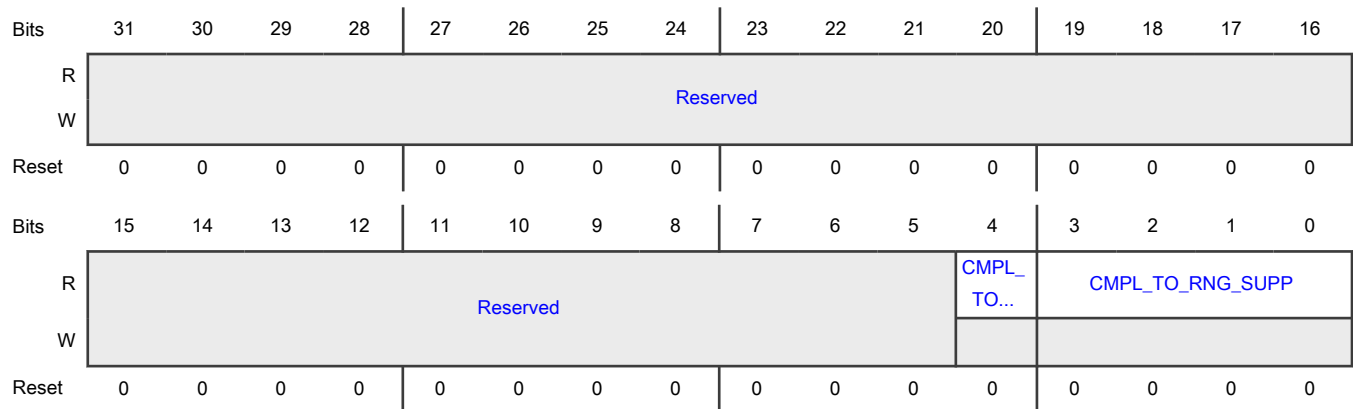 Bits 31 30 29 28 27 26 25 24 23 22 21 20 19 18 17 16
R
Reserved
W
Reset 0 0 0 0 0 0 0 0 0 0 0 0 0 0 0 0
Bits 15 14 13 12 11 10 9 8 7 6 5 4 3 2 1 0
R Reserved CMPL_ CMPL_TO_RNG_SUPP
TO...
W
Reset 0 0 0 0 0 0 0 0 0 0 0 0 0 0 0 0